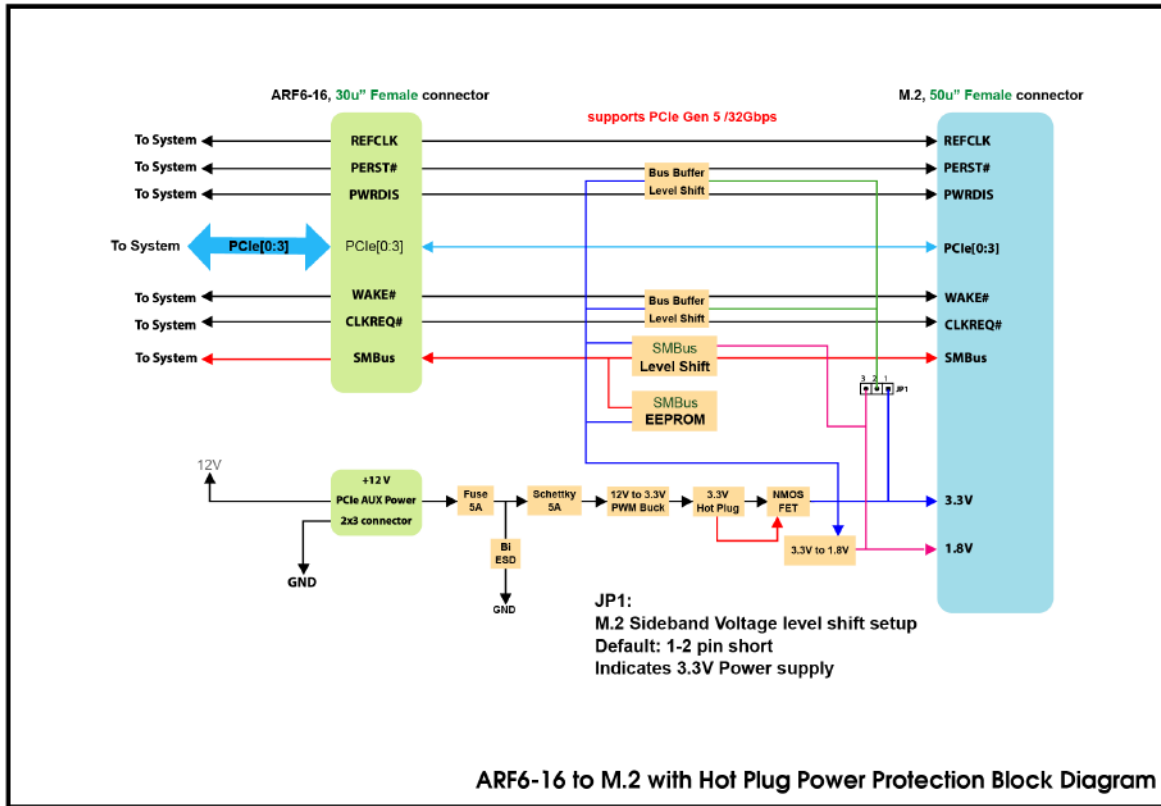 ARF6-16, 30u" Female connector
M.2, 50u" Female connector
supports PCIe Gen 5 /32Gbps
To System
REFCLK
REFCLK
To System
PERST#
Bus Buffer
PERST#
To System
PWRDIS
Level Shift
PWRDIS
To System
PCIe[0:3]
PCIe[0:3]
PCIe[0:3]
To System
WAKE#
Bus Buffer
WAKE#
To System
CLKREQ#
Level Shift
CLKREQ#
To System
SMBus
SMBus
Level Shift
SMBus
3 2 1
JP1
SMBus
EEPROM
12V
+12 V
PCIe AUX Power
2x3 connector
Fuse
5A
Schettky
5A
12V to 3.3V
PWM Buck
3.3V
Hot Plug
NMOS
FET
3.3V
Bi
ESD
3.3V to 1.8V
1.8V
GND
GND
JP1:
M.2 Sideband Voltage level shift setup
Default: 1-2 pin short
Indicates 3.3V Power supply
ARF6-16 to M.2 with Hot Plug Power Protection Block Diagram